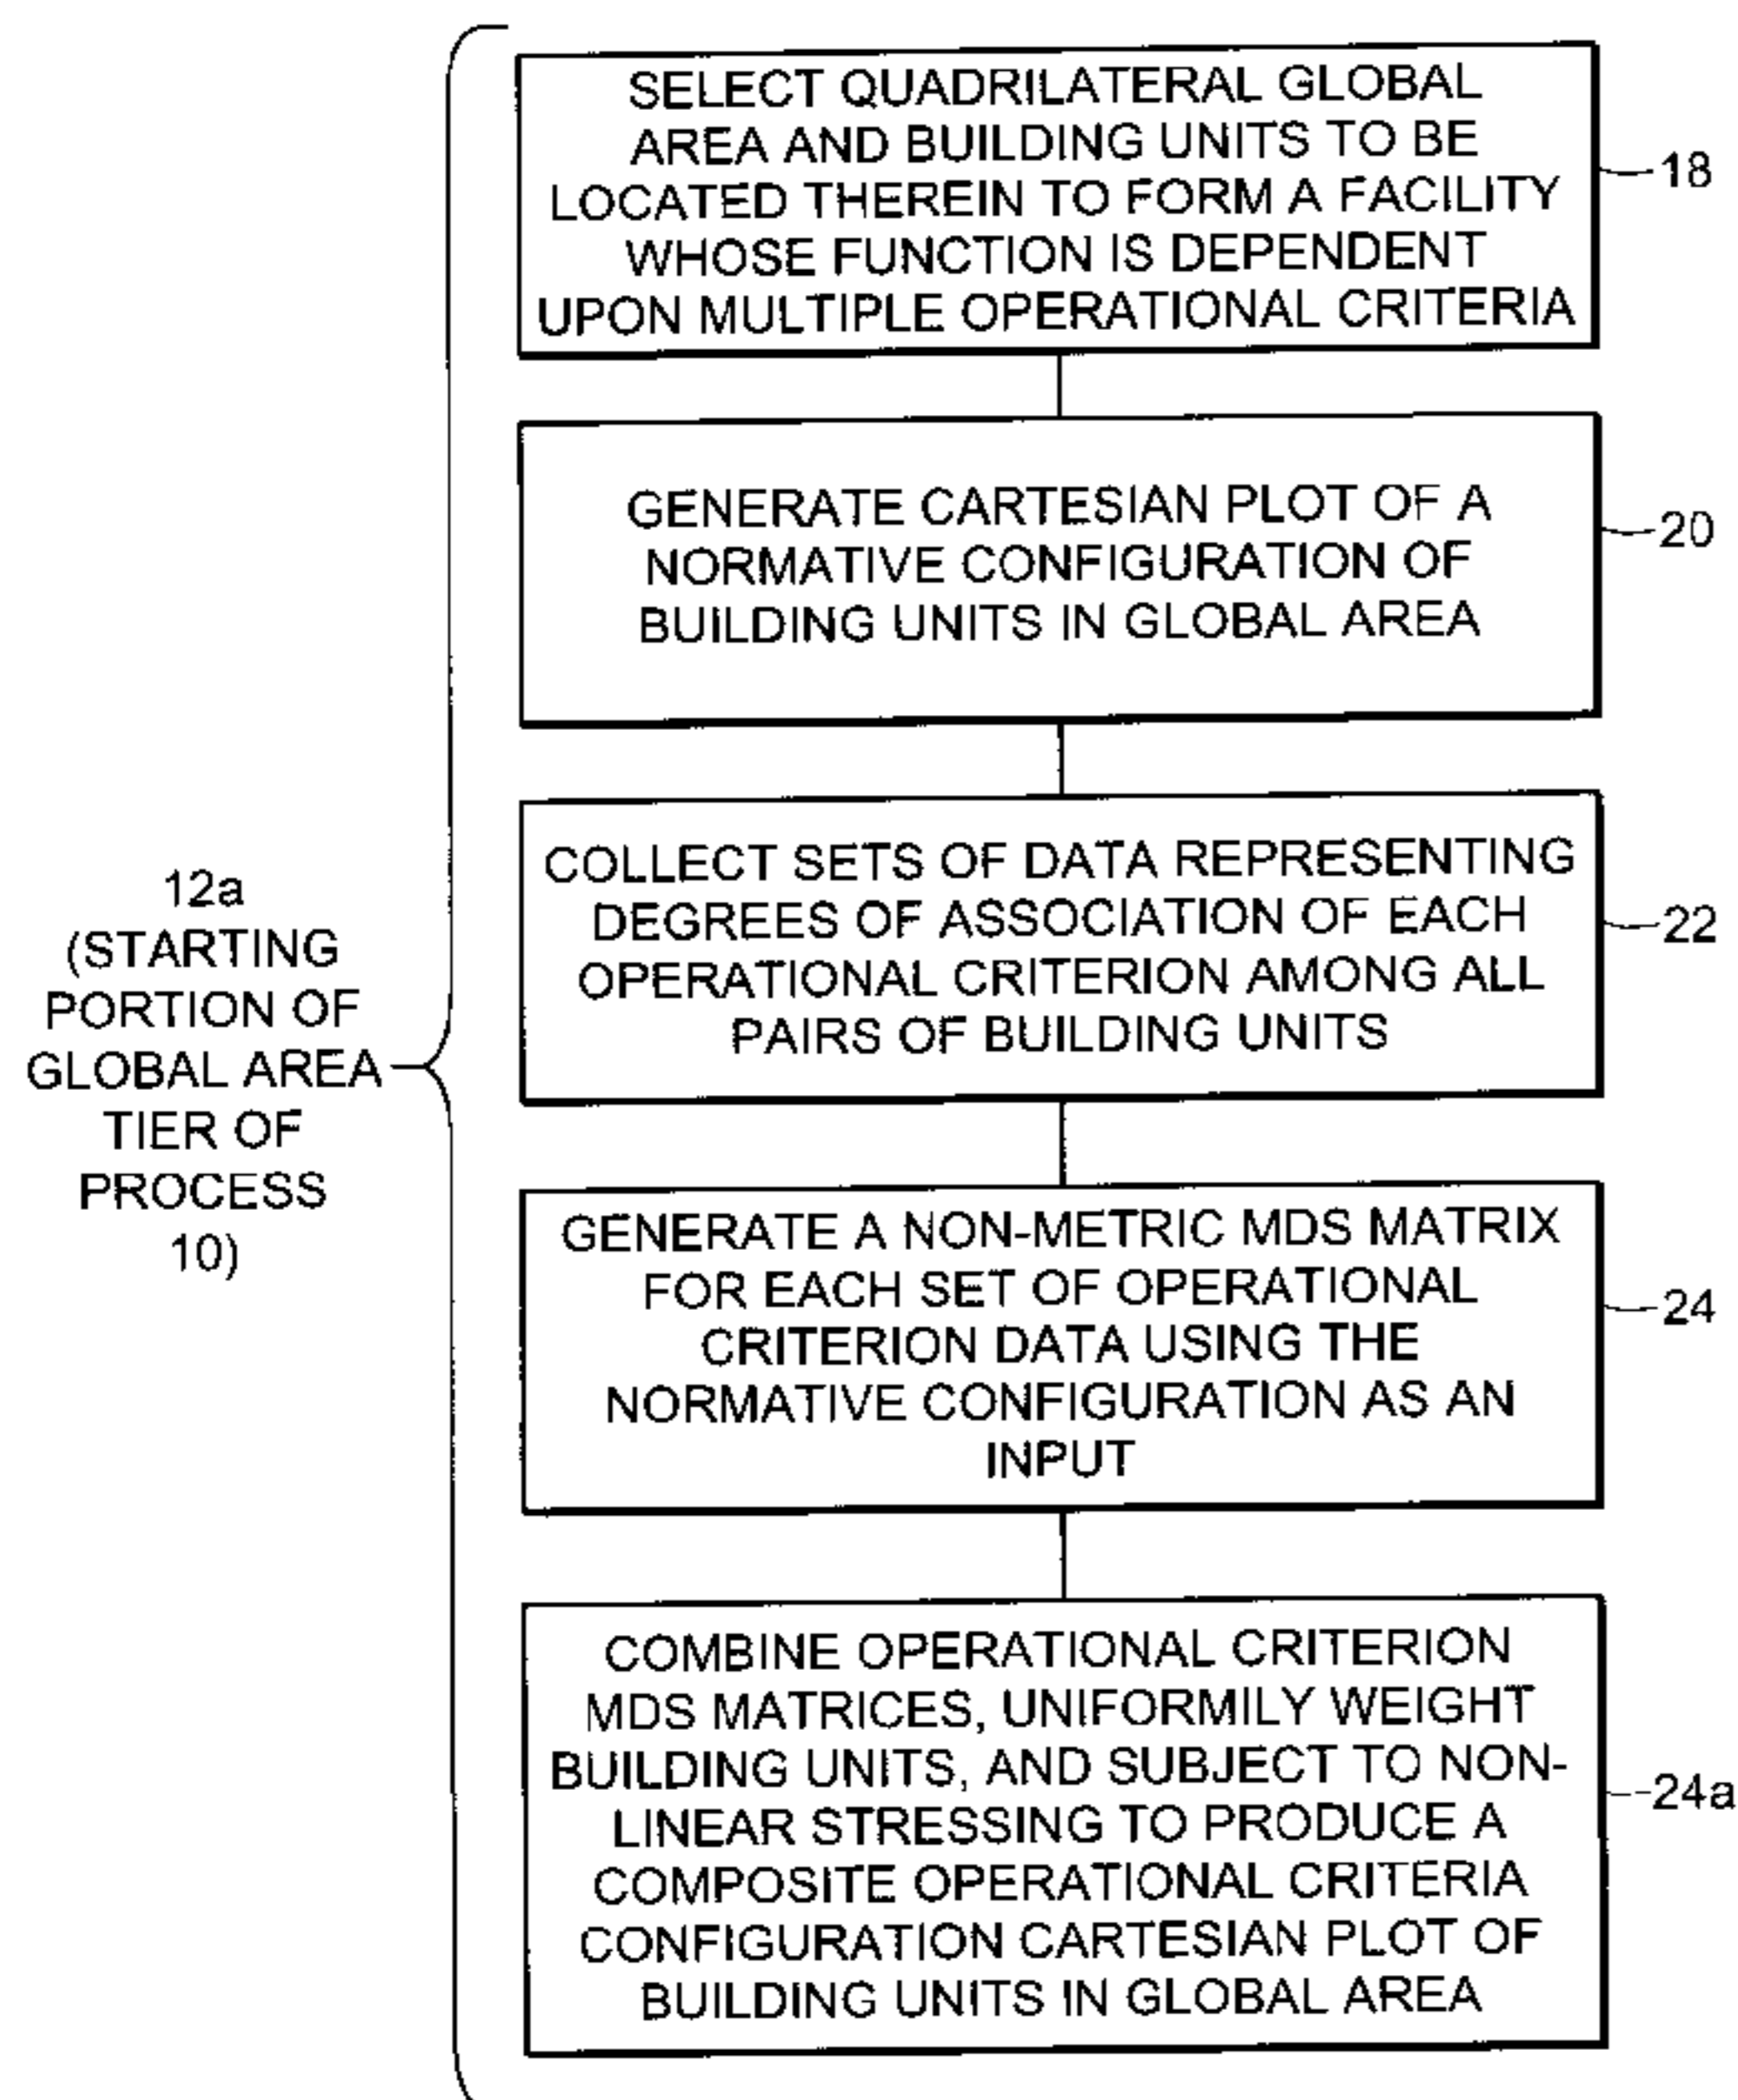 SELECT QUADRILATERAL GLOBAL
AREA AND BUILDING UNITS TO BE
LOCATED THEREIN TO FORM A FACILITY
WHOSE FUNCTION IS DEPENDENT
UPON MULTIPLE OPERATIONAL CRITERIA
18
GENERATE CARTESIAN PLOT OF A
NORMATIVE CONFIGURATION OF
BUILDING UNITS IN GLOBAL AREA
20
COLLECT SETS OF DATA REPRESENTING
DEGREES OF ASSOCIATION OF EACH
OPERATIONAL CRITERION AMONG ALL
PAIRS OF BUILDING UNITS
22
12a
(STARTING
PORTION OF
GLOBAL AREA
TIER OF
PROCESS
10)
GENERATE A NON-METRIC MDS MATRIX
FOR EACH SET OF OPERATIONAL
CRITERION DATA USING THE
NORMATIVE CONFIGURATION AS AN
INPUT
24
COMBINE OPERATIONAL CRITERION
MDS MATRICES, UNIFORMILY WEIGHT
BUILDING UNITS, AND SUBJECT TO NON-
LINEAR STRESSING TO PRODUCE A
COMPOSITE OPERATIONAL CRITERIA
CONFIGURATION CARTESIAN PLOT OF
BUILDING UNITS IN GLOBAL AREA
24a